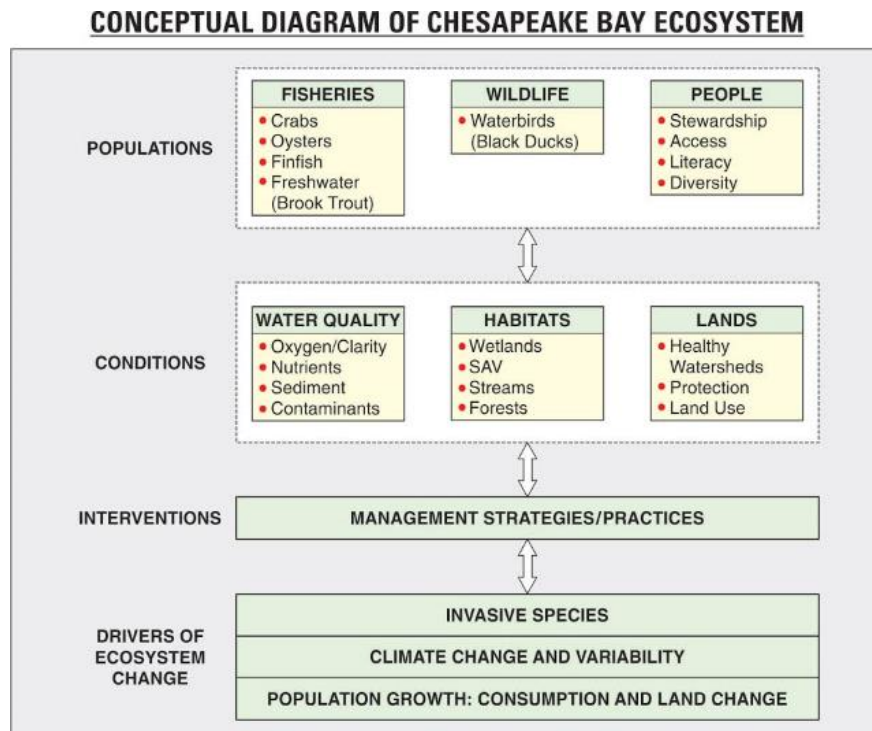 CONCEPTUAL DIAGRAM OF CHESAPEAKE BAY ECOSYSTEM
POPULATIONS
FISHERIES
• Crabs
• Oysters
• Finfish
• Freshwater
(Brook Trout)
WILDLIFE
• Waterbirds
(Black Ducks)
PEOPLE
• Stewardship
• Access
• Literacy
• Diversity
CONDITIONS
WATER QUALITY
• Oxygen/Clarity
• Nutrients
• Sediment
• Contaminants
HABITATS
• Wetlands
• SAV
• Streams
• Forests
LANDS
• Healthy
Watersheds
• Protection
• Land Use
INTERVENTIONS
MANAGEMENT STRATEGIES/PRACTICES
DRIVERS OF
ECOSYSTEM
CHANGE
INVASIVE SPECIES
CLIMATE CHANGE AND VARIABILITY
POPULATION GROWTH: CONSUMPTION AND LAND CHANGE